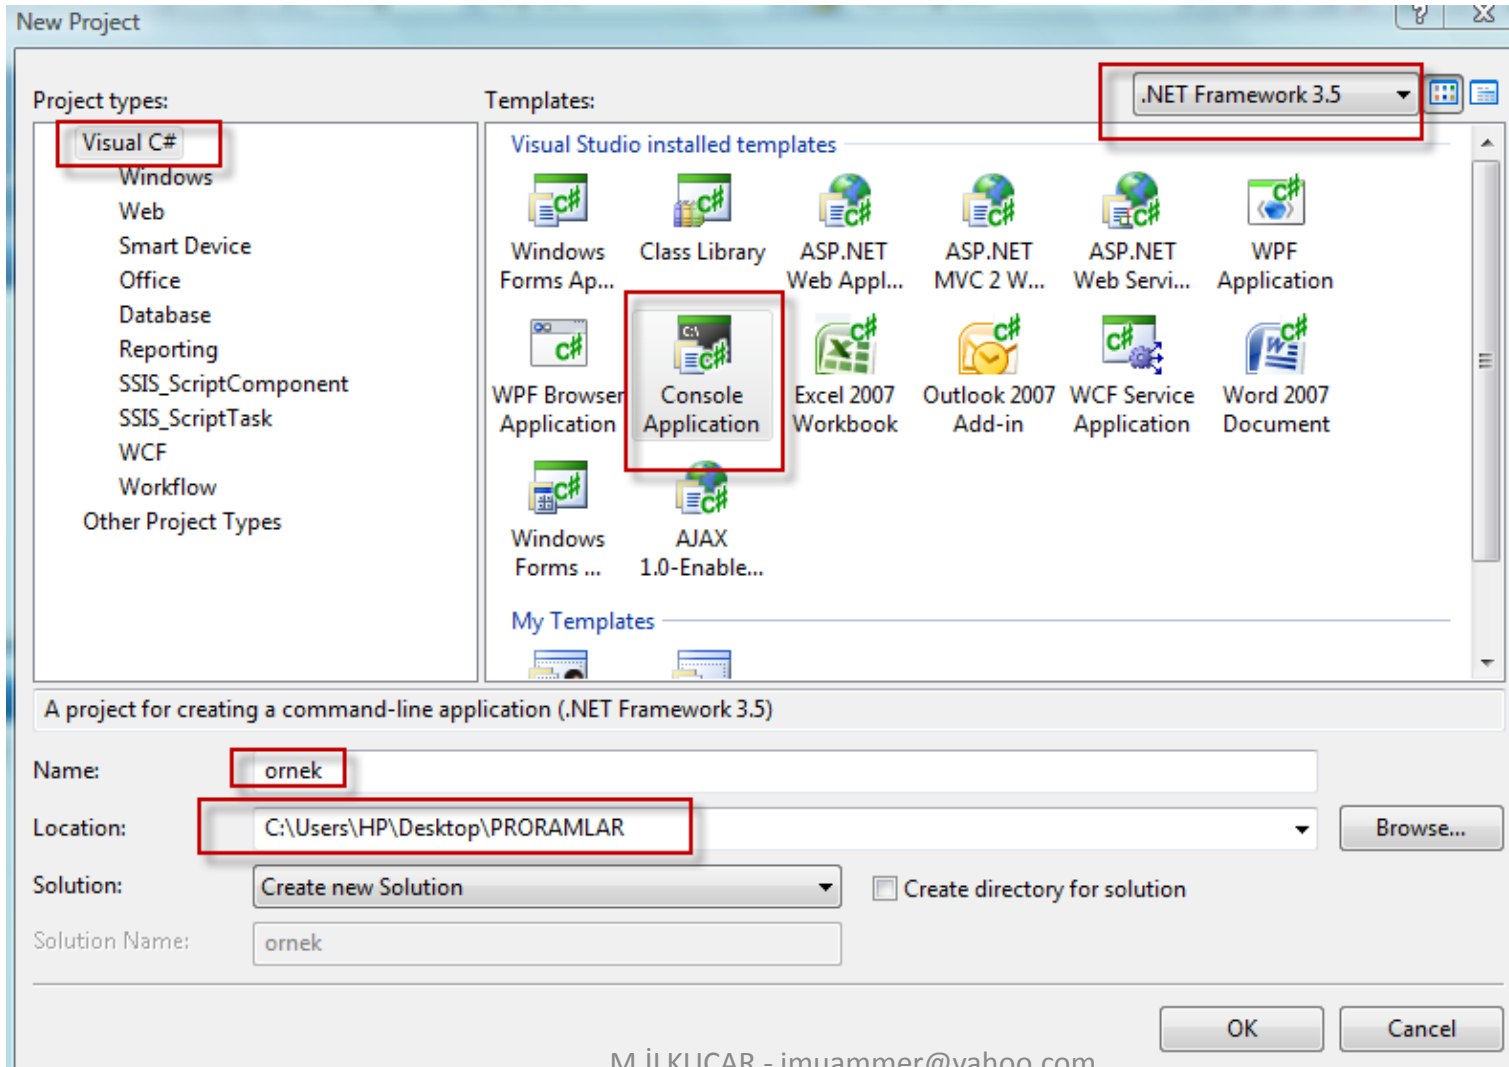 New Project
Project types:
Templates:
.NET Framework 3.5
Visual C#
Windows
Web
Smart Device
Office
Database
Reporting
SSIS_ScriptComponent
SSIS_ScriptTask
WCF
Workflow
Other Project Types
Visual Studio installed templates
Windows
Forms Ap...
Class Library
ASP.NET
Web Appl...
ASP.NET
MVC 2 W...
ASP.NET
Web Servi...
WPF
Application
WPF Browser
Application
Console
Application
Excel 2007
Workbook
Outlook 2007
Add-in
WCF Service
Application
Word 2007
Document
Windows
Forms ...
AJAX
1.0-Enable...
My Templates
A project for creating a command-line application (.NET Framework 3.5)
Name:
ornek
Location:
C:\Users\HP\Desktop\PRORAMLAR
Browse...
Solution:
Create new Solution
Create directory for solution
Solution Name:
ornek
OK
Cancel
M.İLKUÇAR - imuammer@yahoo.com